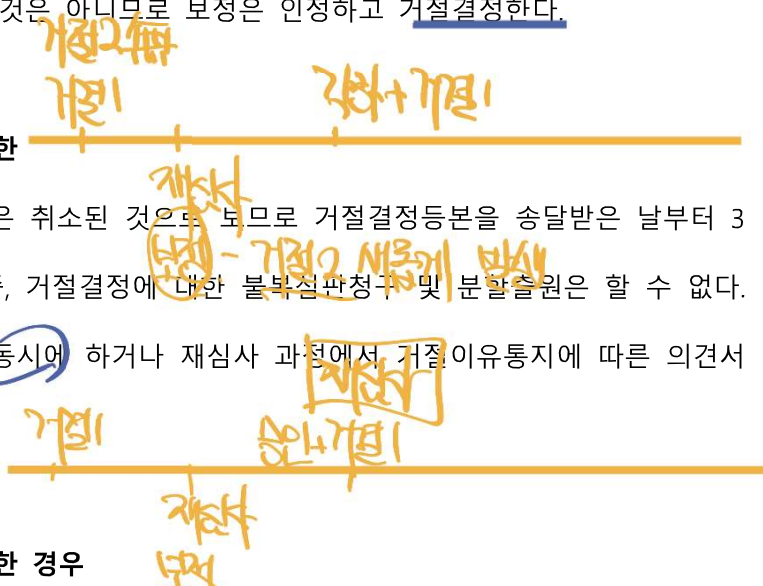 것은 아니므로 보정은 인정하고 거절결정한다.
거절2
거절1
각하+거절1
한
재심사
은 취소된 것으로 보므로 거절결정등본을 송달받은 날부터 3
보정 - 거절2 새롭게 발생
, 거절결정에 대한 불복심판청구 및 분할출원은 할 수 없다.
동시에 하거나 재심사 과정에서 거절이유통지에 따른 의견서
재심사
거절1
승인+거절1
재심사
보정
한 경우